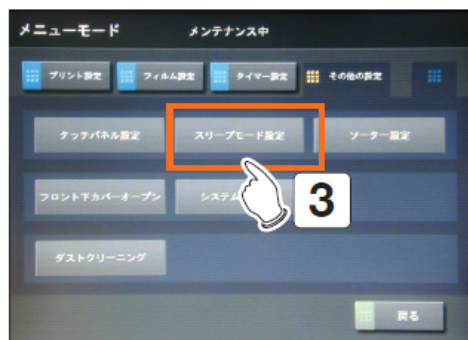 メニューモード メンテナンス中
プリント設定 フィルム設定 タイマー設定 その他の設定
タッチパネル設定 スリープモード設定 ソーター設定
フロント下カバーオープン システム
ダストクリーニング
3
戻る